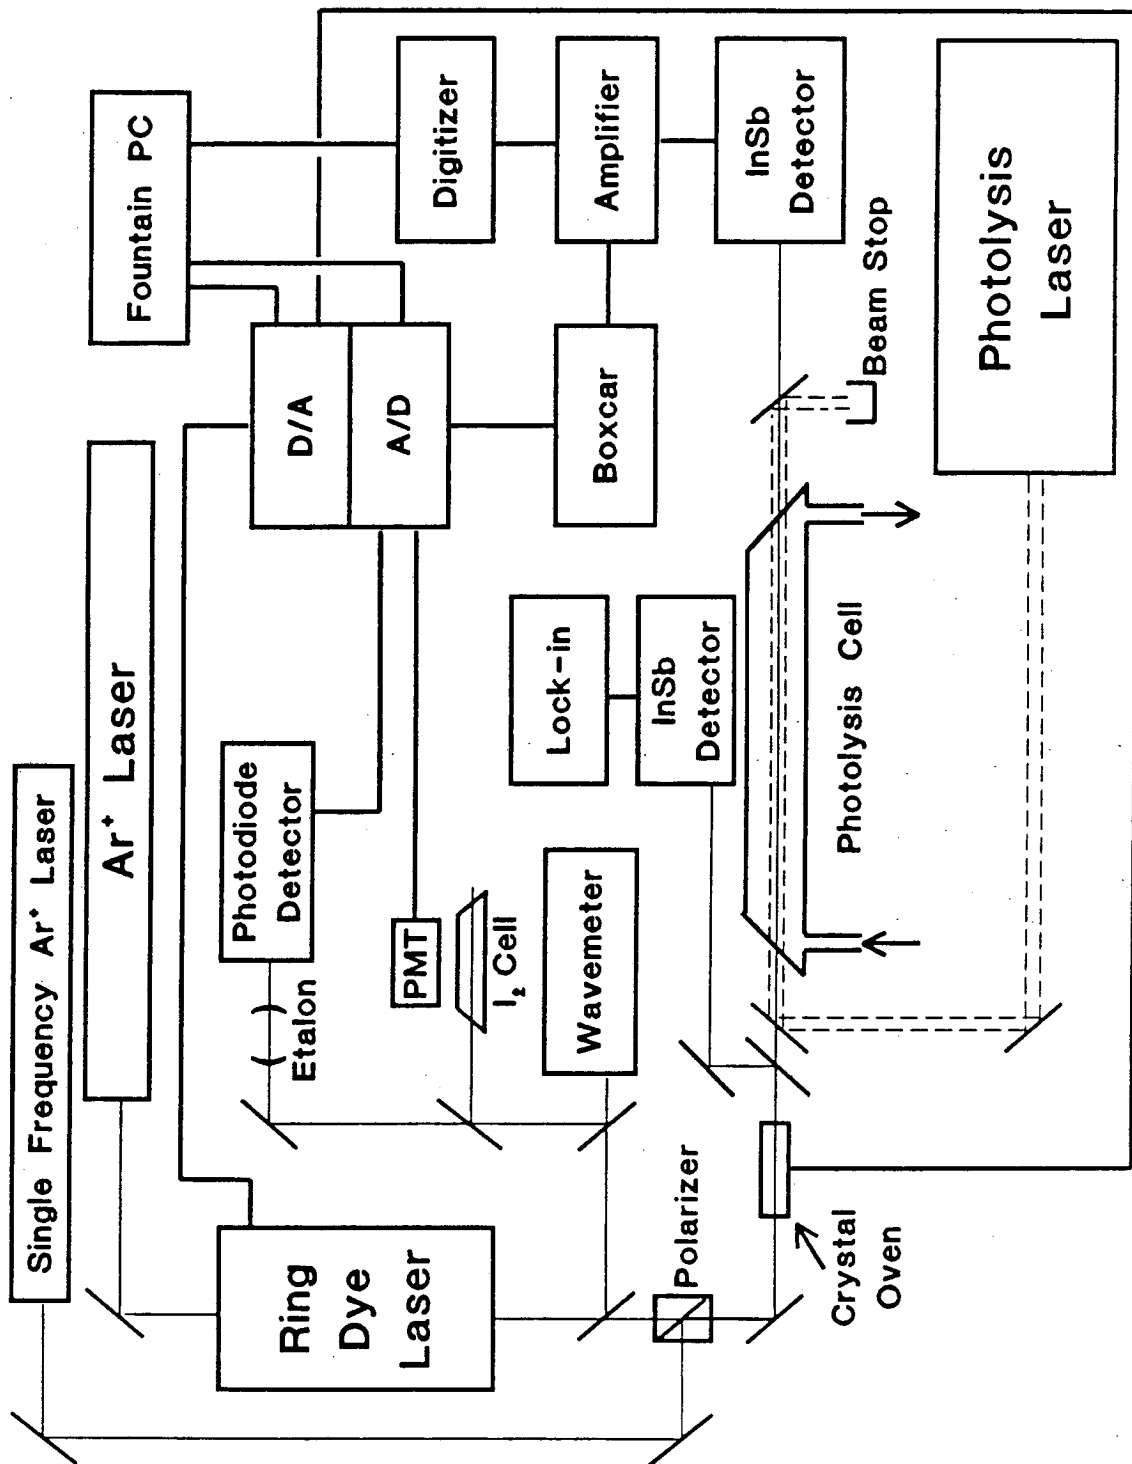 Single Frequency Ar⁺ Laser
Ar⁺ Laser
Fountain PC
D/A
A/D
Digitizer
Amplifier
InSb
Detector
Boxcar
Photodiode
Detector
Etalon
PMT
I₂ Cell
Wavemeter
Lock-in
InSb
Detector
Ring
Dye
Laser
Polarizer
Crystal
Oven
Photolysis Cell
Beam Stop
Photolysis
Laser